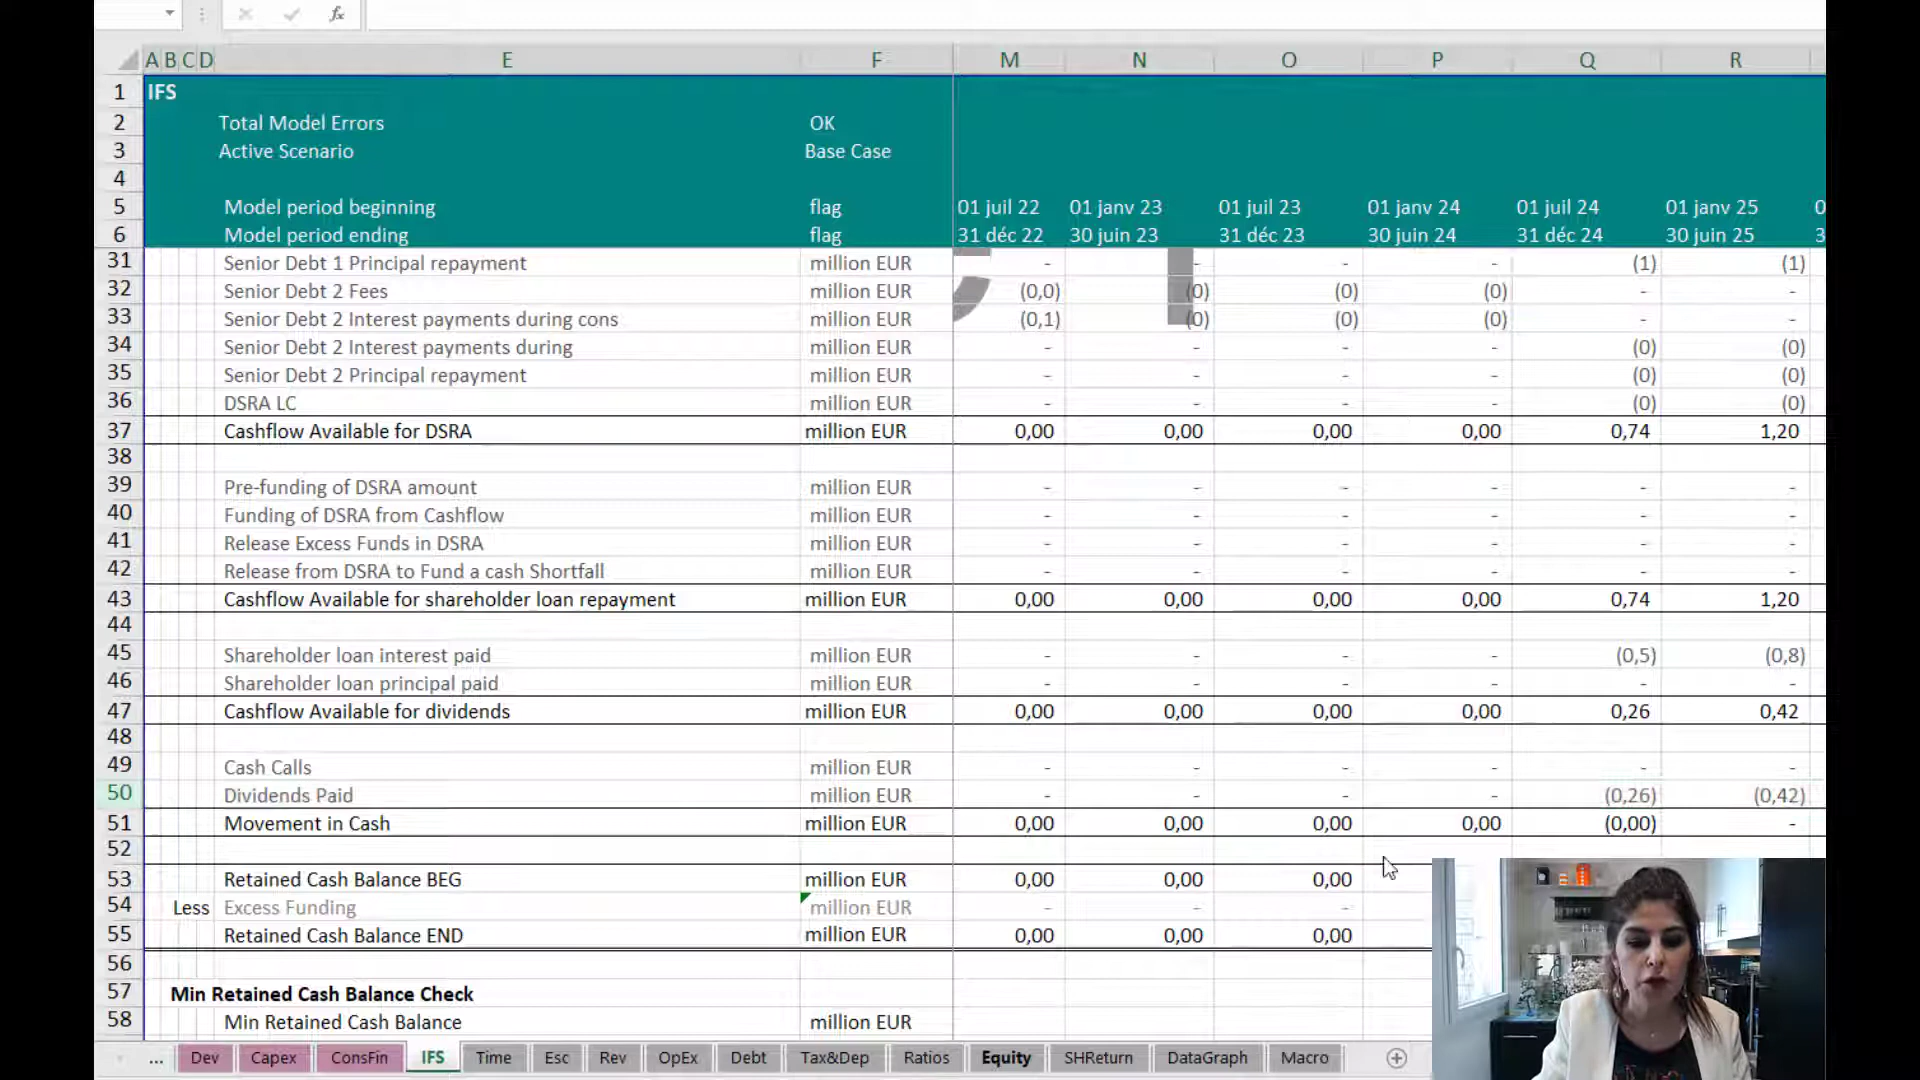 fx
A B C D E F M N O P Q R
1 IFS
2 Total Model Errors OK
3 Active Scenario Base Case
4
5 Model period beginning flag 01 juil 22 01 janv 23 01 juil 23 01 janv 24 01 juil 24 01 janv 25 0
6 Model period ending flag 31 déc 22 30 juin 23 31 déc 23 30 juin 24 31 déc 24 30 juin 25 3
31 Senior Debt 1 Principal repayment million EUR - - - - (1) (1)
32 Senior Debt 2 Fees million EUR (0,0) (0) (0) (0) - -
33 Senior Debt 2 Interest payments during cons million EUR (0,1) (0) (0) (0) - -
34 Senior Debt 2 Interest payments during million EUR - - - - (0) (0)
35 Senior Debt 2 Principal repayment million EUR - - - - (0) (0)
36 DSRA LC million EUR - - - - (0) (0)
37 Cashflow Available for DSRA million EUR 0,00 0,00 0,00 0,00 0,74 1,20
38
39 Pre-funding of DSRA amount million EUR - - - - - -
40 Funding of DSRA from Cashflow million EUR - - - - - -
41 Release Excess Funds in DSRA million EUR - - - - - -
42 Release from DSRA to Fund a cash Shortfall million EUR - - - - - -
43 Cashflow Available for shareholder loan repayment million EUR 0,00 0,00 0,00 0,00 0,74 1,20
44
45 Shareholder loan interest paid million EUR - - - - (0,5) (0,8)
46 Shareholder loan principal paid million EUR - - - - - -
47 Cashflow Available for dividends million EUR 0,00 0,00 0,00 0,00 0,26 0,42
48
49 Cash Calls million EUR - - - - - -
50 Dividends Paid million EUR - - - - (0,26) (0,42)
51 Movement in Cash million EUR 0,00 0,00 0,00 0,00 (0,00) -
52
53 Retained Cash Balance BEG million EUR 0,00 0,00 0,00
54 Less Excess Funding million EUR - - -
55 Retained Cash Balance END million EUR 0,00 0,00 0,00
56
57 Min Retained Cash Balance Check
58 Min Retained Cash Balance million EUR
... Dev Capex ConsFin IFS Time Esc Rev OpEx Debt Tax&Dep Ratios Equity SHReturn DataGraph Macro